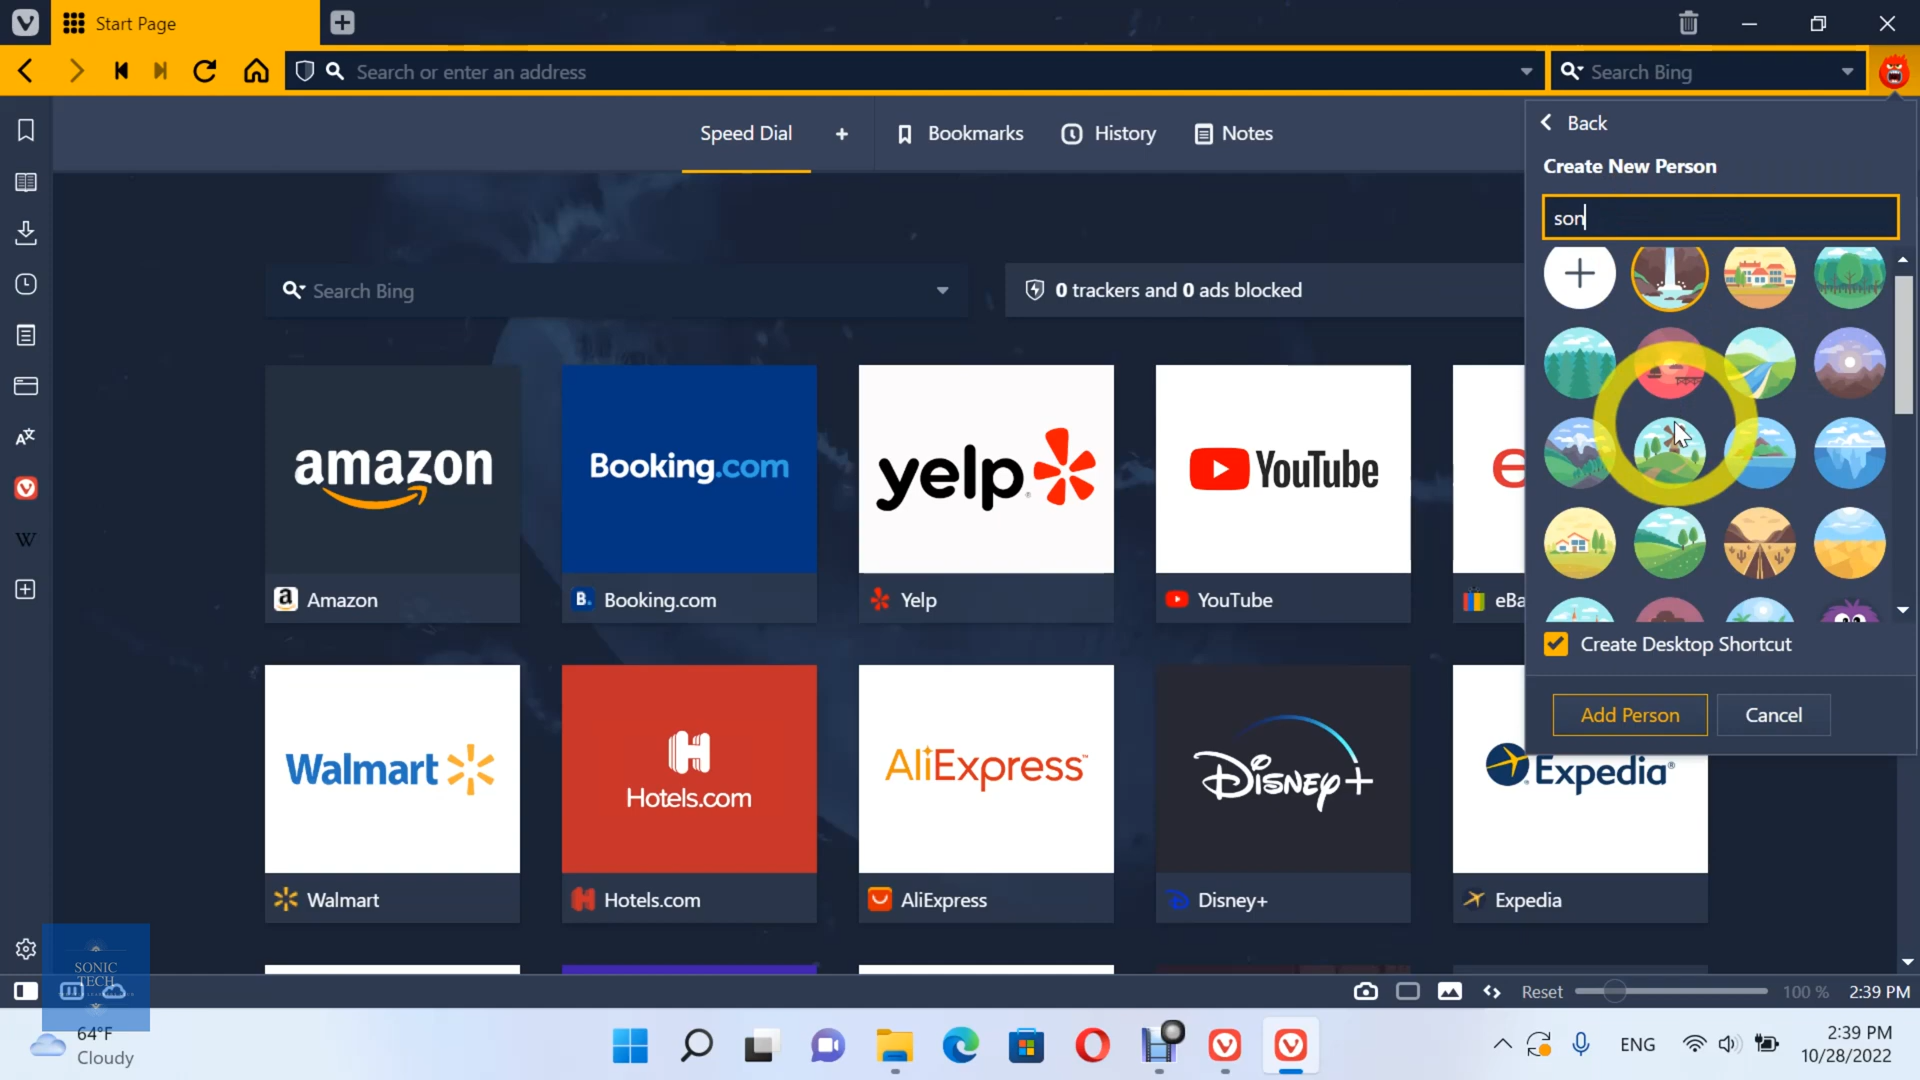 Start Page
Search or enter an address
Search Bing
Speed Dial
Bookmarks
History
Notes
Back
Create New Person
son
Search Bing
0 trackers and 0 ads blocked
amazon
Booking.com
yelp
YouTube
e
Amazon
B. Booking.com
Yelp
YouTube
eBa
Create Desktop Shortcut
Add Person
Cancel
Walmart
Hotels.com
AliExpress
Disney+
Expedia
Walmart
Hotels.com
AliExpress
Disney+
Expedia
SONIC
TECH
Reset
100 %
2:39 PM
64°F
Cloudy
ENG
2:39 PM
10/28/2022